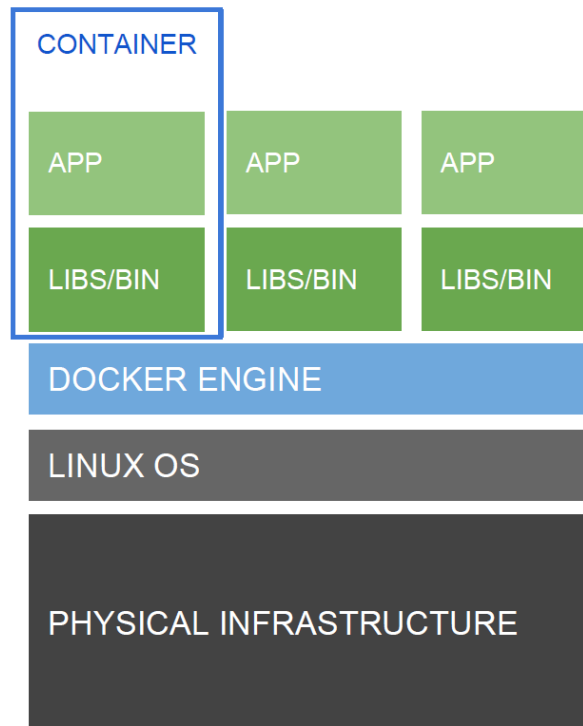 CONTAINER
APP
APP
APP
LIBS/BIN
LIBS/BIN
LIBS/BIN
DOCKER ENGINE
LINUX OS
PHYSICAL INFRASTRUCTURE